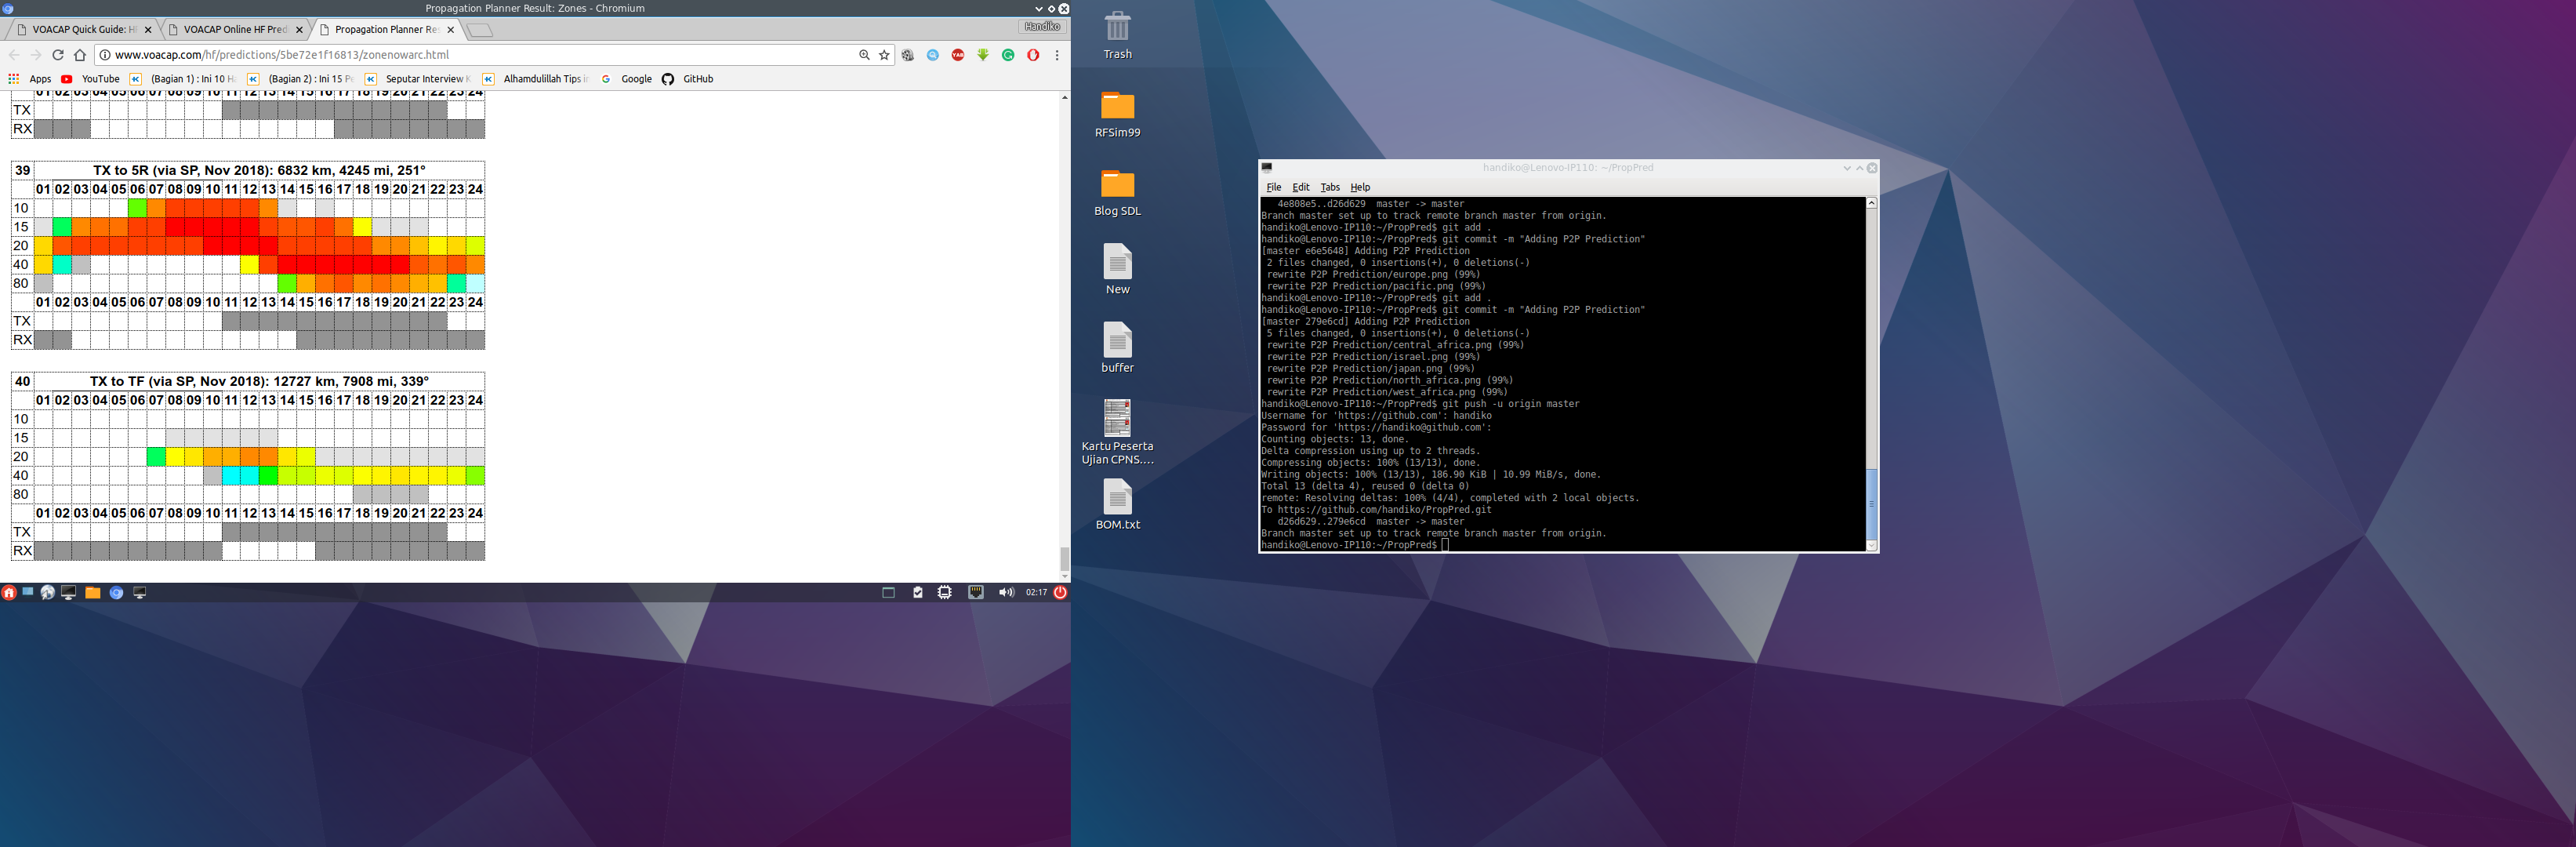 Propagation Planner Result: Zones - Chromium
VOACAP Quick Guide: H
VOACAP Online HF Pred
Propagation Planner Re
Handiko
www.voacap.com/hf/predictions/5be72e1f16813/zonenowarc.html
YAB
Apps
YouTube
(Bagian 1) : Ini 10 H
(Bagian 2) : Ini 15 P
Seputar Interview K
Alhamdulillah Tips i
Google
GitHub
01 02 03 04 05 06 07 08 09 10 11 12 13 14 15 16 17 18 19 20 21 22 23 24
TX
RX
39 TX to 5R (via SP, Nov 2018): 6832 km, 4245 mi, 251°
01 02 03 04 05 06 07 08 09 10 11 12 13 14 15 16 17 18 19 20 21 22 23 24
10
15
20
40
80
01 02 03 04 05 06 07 08 09 10 11 12 13 14 15 16 17 18 19 20 21 22 23 24
TX
RX
40 TX to TF (via SP, Nov 2018): 12727 km, 7908 mi, 339°
01 02 03 04 05 06 07 08 09 10 11 12 13 14 15 16 17 18 19 20 21 22 23 24
10
15
20
40
80
01 02 03 04 05 06 07 08 09 10 11 12 13 14 15 16 17 18 19 20 21 22 23 24
TX
RX
02:17
Trash
RFSim99
Blog SDL
New
buffer
Kartu Peserta
Ujian CPNS....
BOM.txt
handiko@Lenovo-IP110: ~/PropPred
File Edit Tabs Help
4e808e5..d26d629  master -> master
Branch master set up to track remote branch master from origin.
handiko@Lenovo-IP110:~/PropPred$ git add .
handiko@Lenovo-IP110:~/PropPred$ git commit -m "Adding P2P Prediction"
[master e6e5648] Adding P2P Prediction
2 files changed, 0 insertions(+), 0 deletions(-)
rewrite P2P Prediction/europe.png (99%)
rewrite P2P Prediction/pacific.png (99%)
handiko@Lenovo-IP110:~/PropPred$ git add .
handiko@Lenovo-IP110:~/PropPred$ git commit -m "Adding P2P Prediction"
[master 279e6cd] Adding P2P Prediction
5 files changed, 0 insertions(+), 0 deletions(-)
rewrite P2P Prediction/central_africa.png (99%)
rewrite P2P Prediction/israel.png (99%)
rewrite P2P Prediction/japan.png (99%)
rewrite P2P Prediction/north_africa.png (99%)
rewrite P2P Prediction/west_africa.png (99%)
handiko@Lenovo-IP110:~/PropPred$ git push -u origin master
Username for 'https://github.com': handiko
Password for 'https://handiko@github.com':
Counting objects: 13, done.
Delta compression using up to 2 threads.
Compressing objects: 100% (13/13), done.
Writing objects: 100% (13/13), 186.90 KiB | 10.99 MiB/s, done.
Total 13 (delta 4), reused 0 (delta 0)
remote: Resolving deltas: 100% (4/4), completed with 2 local objects.
To https://github.com/handiko/PropPred.git
d26d629..279e6cd  master -> master
Branch master set up to track remote branch master from origin.
handiko@Lenovo-IP110:~/PropPred$